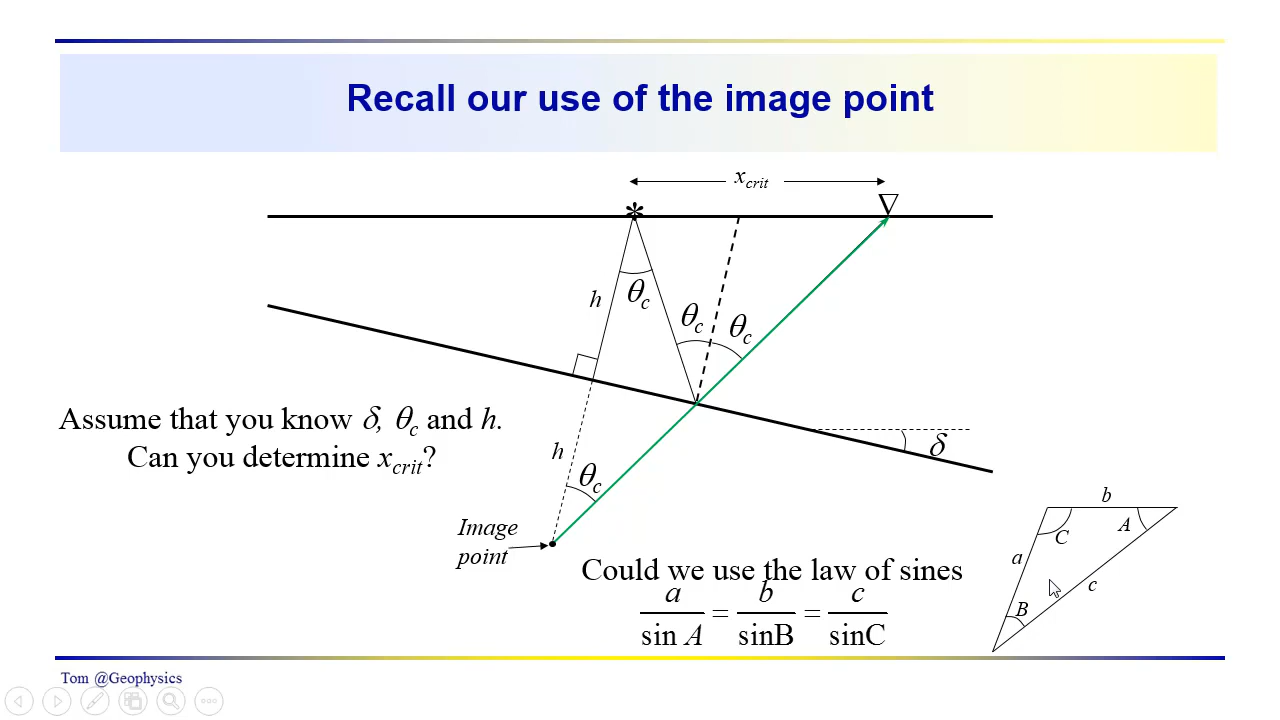 Recall our use of the image point
x_crit
*
h
θ_c
θ_c
θ_c
Assume that you know δ, θ_c and h.
Can you determine x_crit?
h
θ_c
δ
Image
point
b
A
C
a
c
B
Could we use the law of sines
a/sin A = b/sinB = c/sinC
Tom @Geophysics